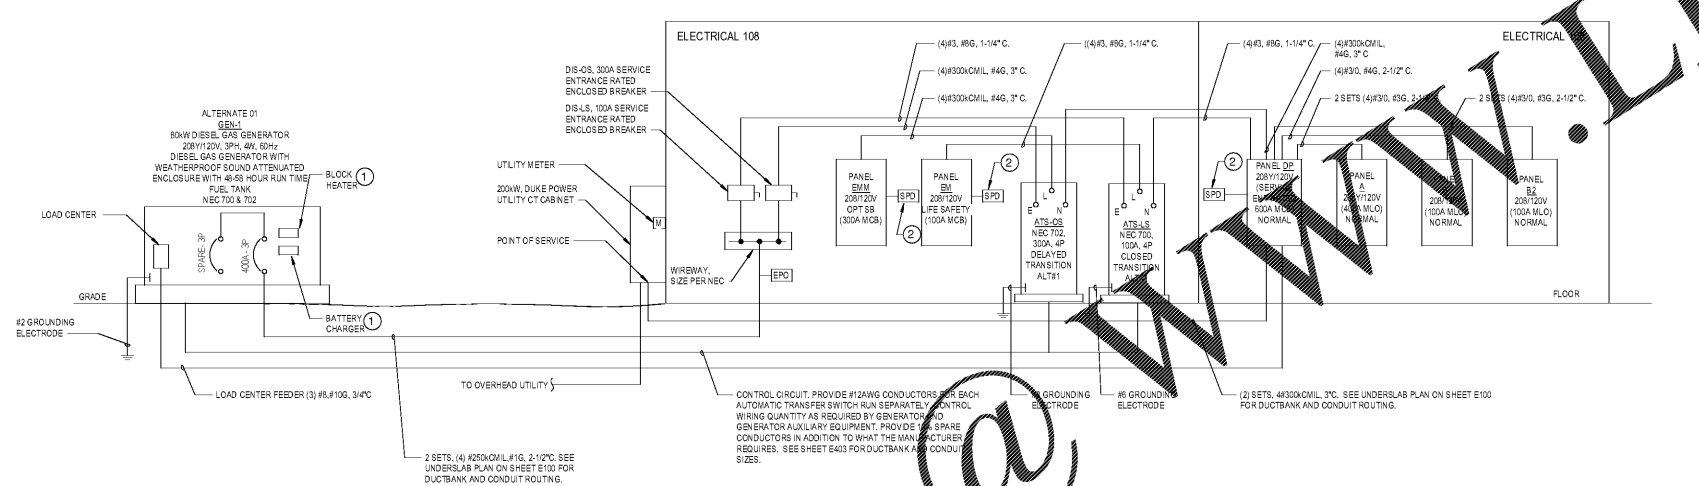 ELECTRICAL 108
ELECTRICAL
(4)#3, #8G, 1-1/4" C.
(4)#300kCMIL, #4G, 3" C.
(4)#300kCMIL, #4G, 3" C.
((4)#3, #8G, 1-1/4" C.
(4)#3, #8G, 1-1/4" C.
(4)#300kCMIL,
#4G, 3" C
(4)#3/0, #4G, 2-1/2" C.
2 SETS (4)#3/0, #3G,
2 SETS (4)#3/0, #3G, 2-1/2" C.
DIS-OS, 300A SERVICE
ENTRANCE RATED
ENCLOSED BREAKER
DIS-LS, 100A SERVICE
ENTRANCE RATED
ENCLOSED BREAKER
ALTERNATE 01
GEN-1
80kW DIESEL GAS GENERATOR
208Y/120V, 3PH, 4W, 60Hz
DIESEL GAS GENERATOR WITH
WEATHERPROOF SOUND ATTENUATED
ENCLOSURE WITH 48-58 HOUR RUN TIME
FUEL TANK
NEC 700 & 702
BLOCK
HEATER
1
LOAD CENTER
SPARE- 3P
400A - 3P
BATTERY
CHARGER
1
GRADE
#2 GROUNDING
ELECTRODE
UTILITY METER
200kW, DUKE POWER
UTILITY CT CABINET
POINT OF SERVICE
M
WIREWAY,
SIZE PER NEC
EPO
PANEL
EMM
208/120V
OPT SB
(300A MCB)
SPD
2
PANEL
EM
208/120V
LIFE SAFETY
(100A MCB)
SPD
2
L
E
N
ATS-OS
NEC 702,
300A, 4P
DELAYED
TRANSITION
ALT#1
L
E
N
ATS-LS
NEC 700,
100A, 4P
CLOSED
TRANSITION
SPD
2
PANEL DP
208Y/120V
600A MCB
NORMAL
PANEL
A
(400A MLO)
NORMAL
208/120V
(100A MLO)
NORMAL
PANEL
B2
208/120V
(100A MLO)
NORMAL
FLOOR
TO OVERHEAD UTILITY
LOAD CENTER FEEDER (3) #8,#10G, 3/4"C
2 SETS, (4) #250kCMIL,#1G, 2-1/2"C. SEE
UNDERSLAB PLAN ON SHEET E100 FOR
DUCTBANK AND CONDUIT ROUTING.
CONTROL CIRCUIT. PROVIDE #12AWG CONDUCTORS FOR EACH
AUTOMATIC TRANSFER SWITCH RUN SEPARATELY. CONTROL
WIRING QUANTITY AS REQUIRED BY GENERATOR AND
GENERATOR AUXILIARY EQUIPMENT. PROVIDE SPARE
CONDUCTORS IN ADDITION TO WHAT THE MANUFACTURER
REQUIRES. SEE SHEET E403 FOR DUCTBANK AND CONDUIT
SIZES.
GROUNDING
ELECTRODE
#6 GROUNDING
ELECTRODE
(2) SETS, 4#300kCMIL, 3"C. SEE UNDERSLAB PLAN ON SHEET E100
FOR DUCTBANK AND CONDUIT ROUTING.
@ WWW.L